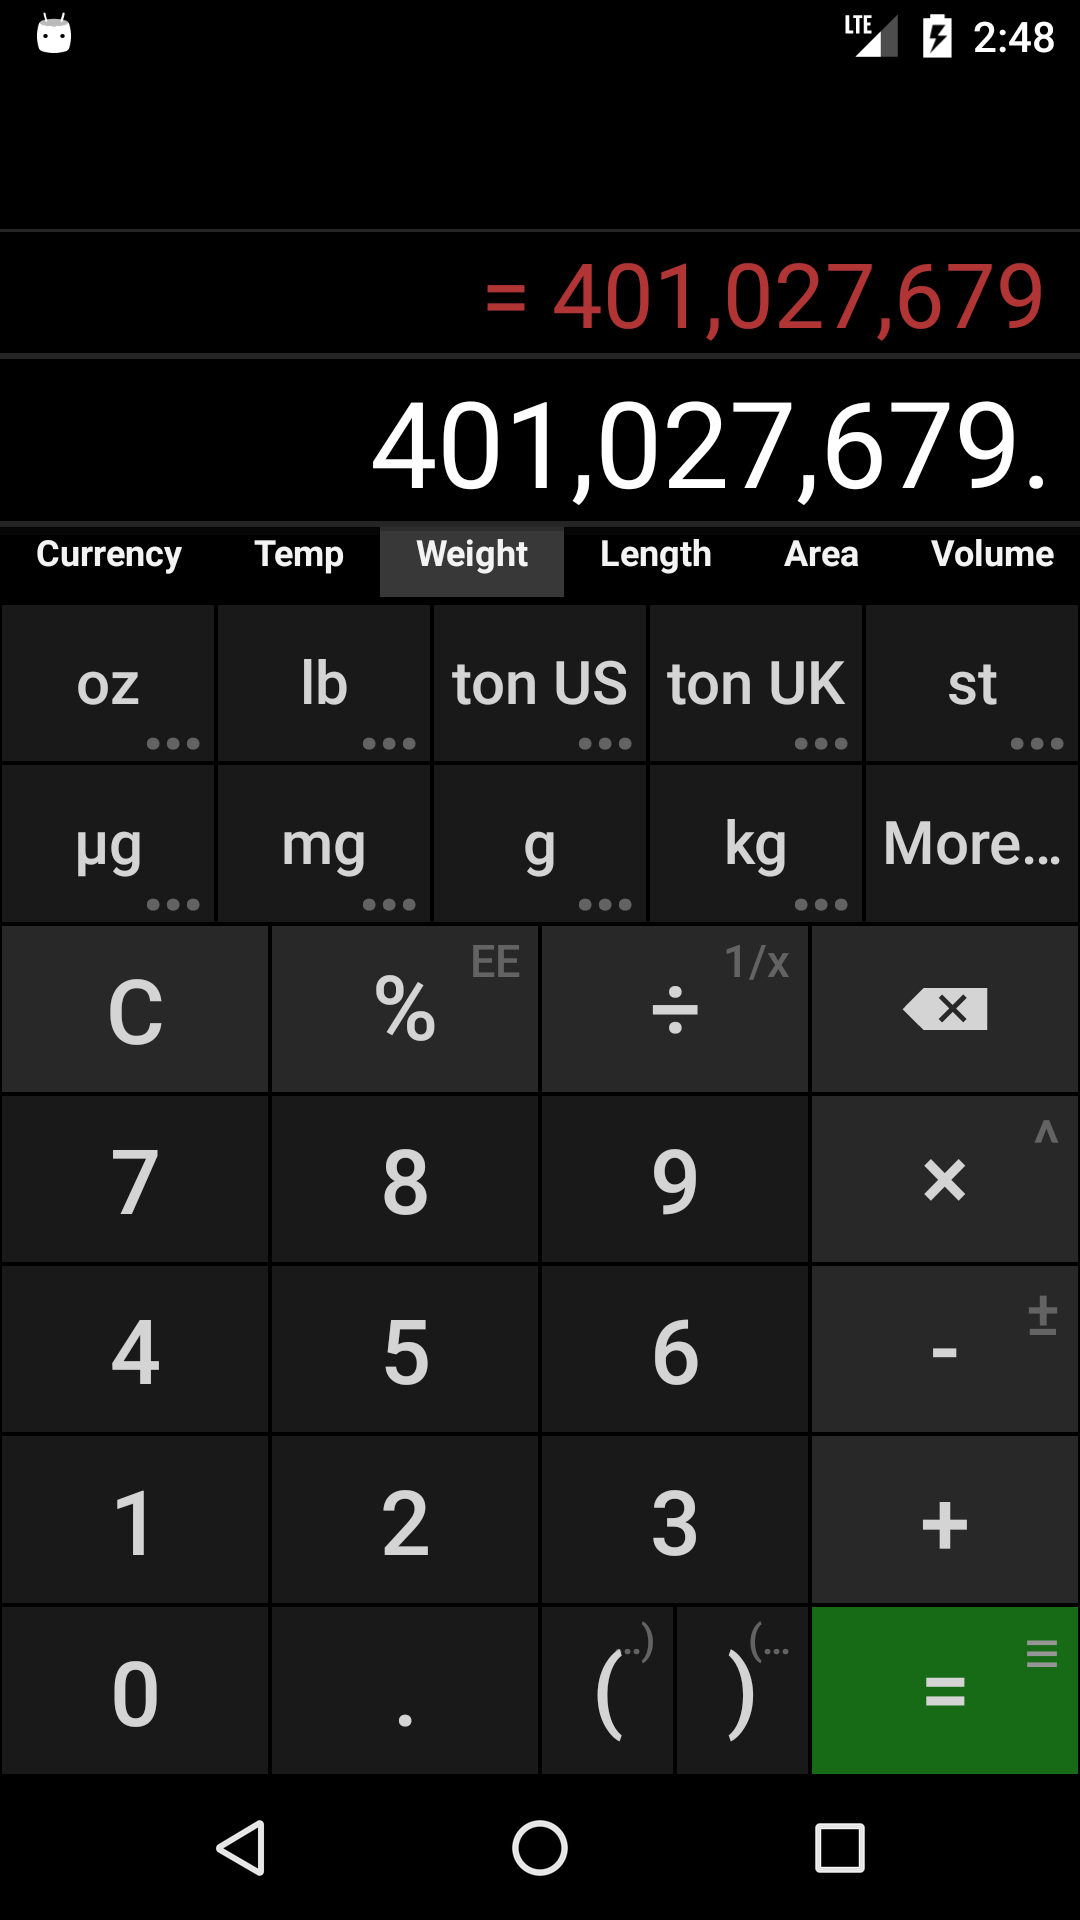 LTE 2:48
= 401,027,679
401,027,679.
Currency Temp Weight Length Area Volume
oz lb ton US ton UK st
µg mg g kg More...
C % EE ÷ 1/x
7 8 9 × ^
4 5 6 - ±
1 2 3 +
0 . ( ..) ) (... = ≡